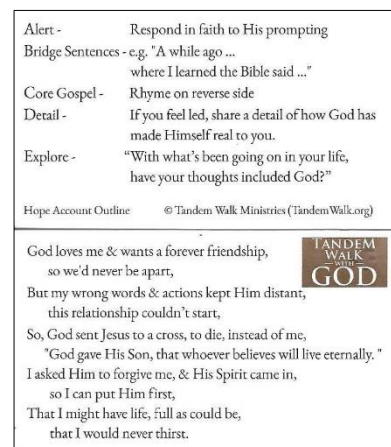 Alert - Respond in faith to His prompting
Bridge Sentences - e.g. "A while ago ...
where I learned the Bible said ..."
Core Gospel - Rhyme on reverse side
Detail - If you feel led, share a detail of how God has
made Himself real to you.
Explore - "With what's been going on in your life,
have your thoughts included God?"
Hope Account Outline © Tandem Walk Ministries (TandemWalk.org)
TANDEM
WALK
WITH
GOD
God loves me & wants a forever friendship,
so we'd never be apart,
But my wrong words & actions kept Him distant,
this relationship couldn't start,
So, God sent Jesus to a cross, to die, instead of me,
"God gave His Son, that whoever believes will live eternally. "
I asked Him to forgive me, & His Spirit came in,
so I can put Him first,
That I might have life, full as could be,
that I would never thirst.